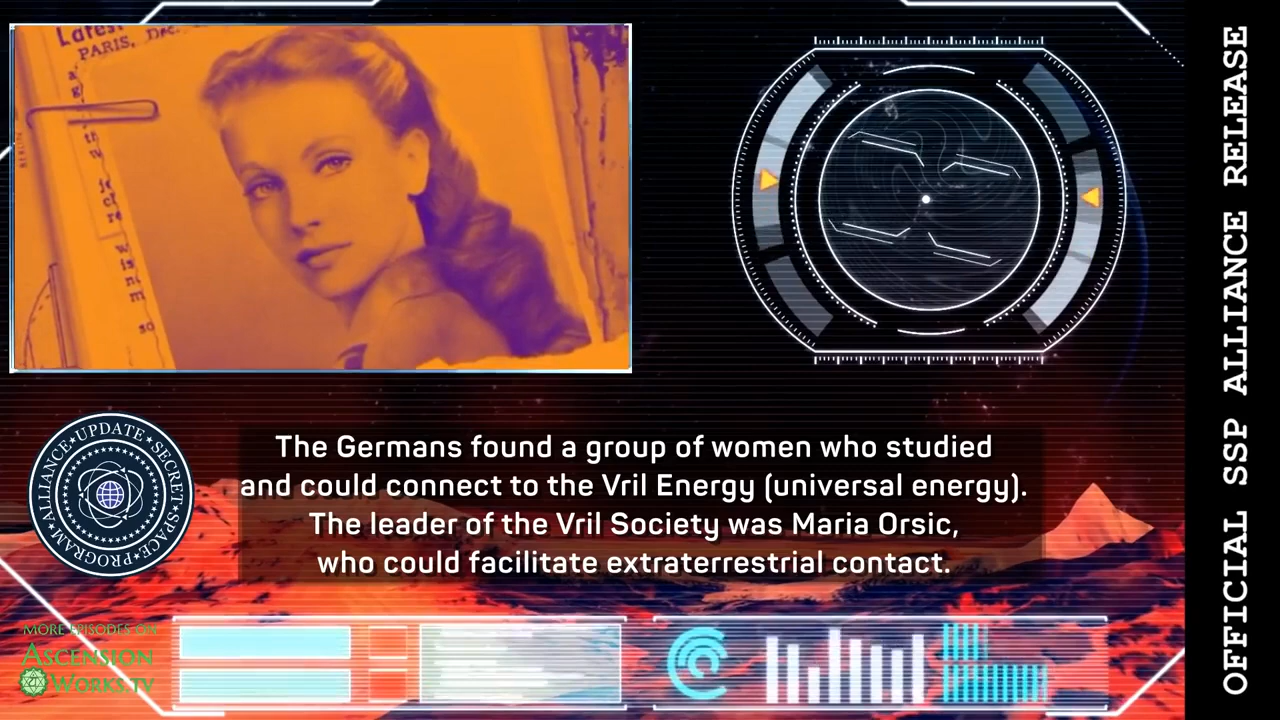 Latest
PARIS, Dec.
The Germans found a group of women who studied
and could connect to the Vril Energy (universal energy).
The leader of the Vril Society was Maria Orsic,
who could facilitate extraterrestrial contact.
ALLIANCE★UPDATE★SECRET★SPACE★PROGRAM★
MORE EPISODES ON
ASCENSION
WORKS.TV
OFFICIAL SSP ALLIANCE RELEASE